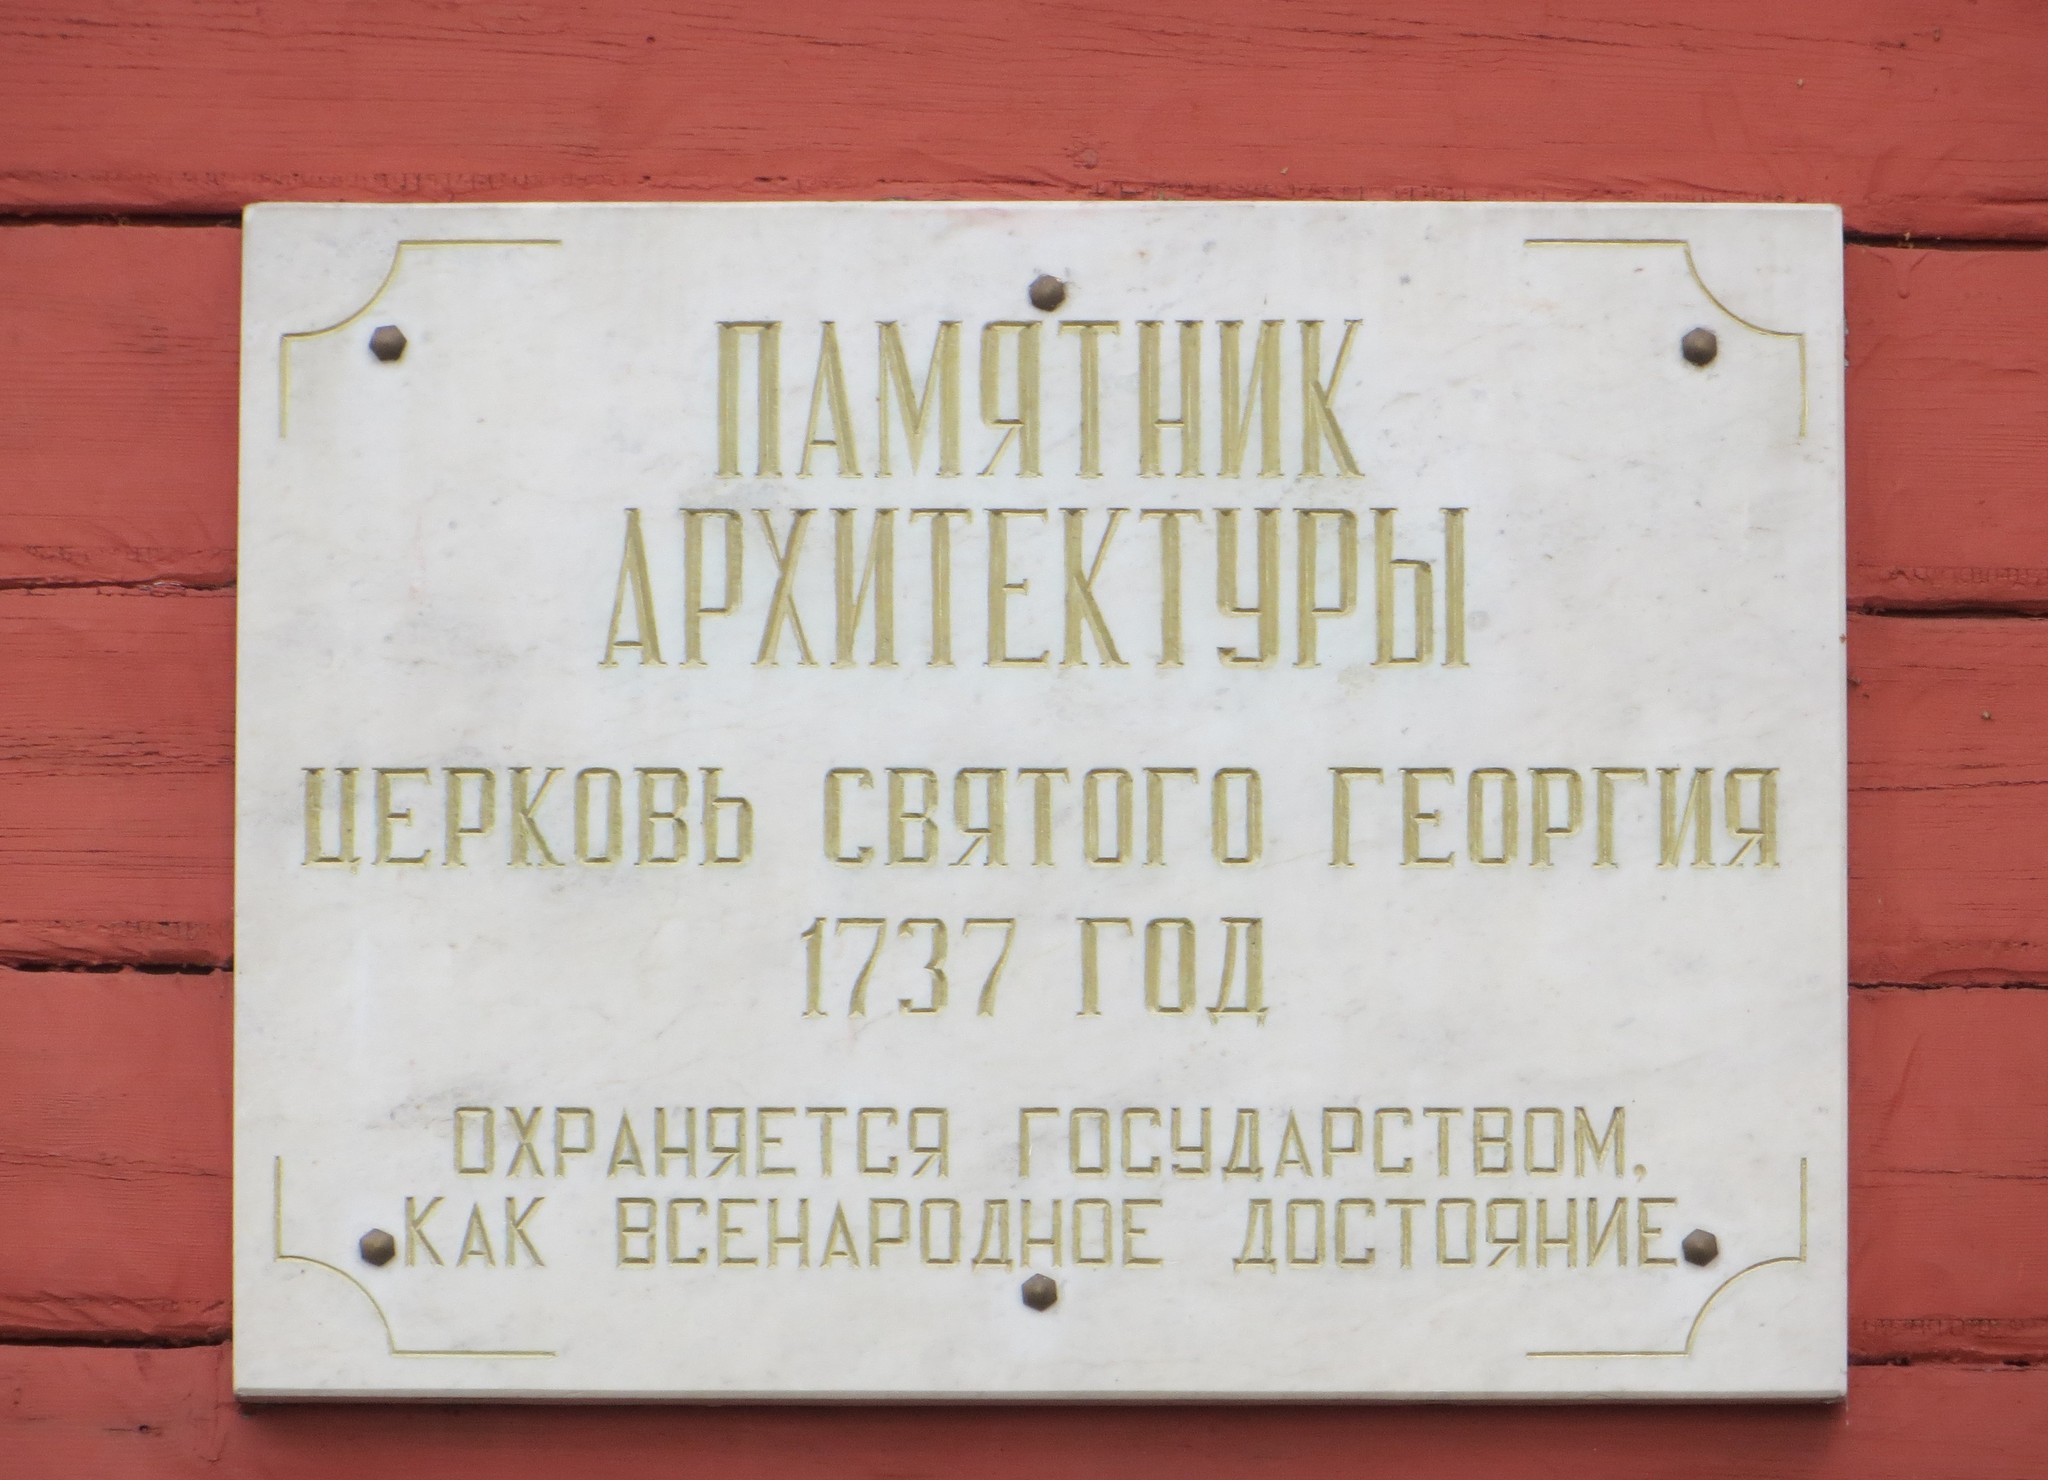 ПАМЯТНИК
АРХИТЕКТУРЫ
ЦЕРКОВЬ СВЯТОГО ГЕОРГИЯ
1737 ГОД
ОХРАНЯЕТСЯ ГОСУДАРСТВОМ,
КАК ВСЕНАРОДНОЕ ДОСТОЯНИЕ